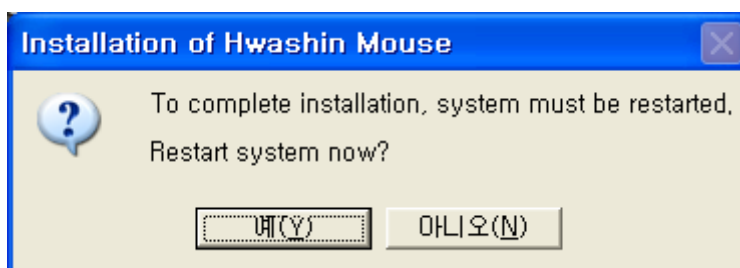 Installation of Hwashin Mouse
To complete installation, system must be restarted,
Restart system now?
예(Y) 아니오(N)